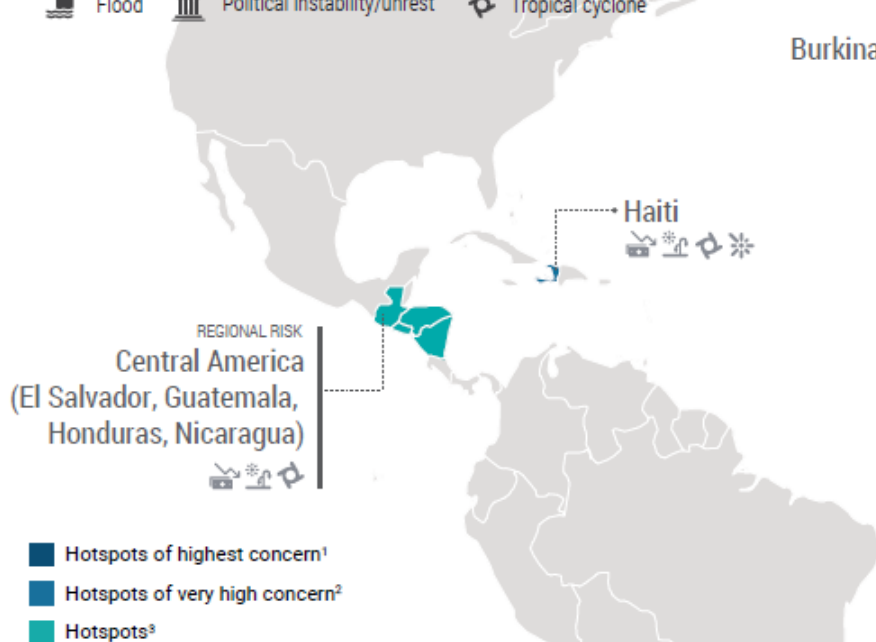 Flood Political instability/unrest Tropical cyclone
Burkina
Haiti
REGIONAL RISK
Central America
(El Salvador, Guatemala,
Honduras, Nicaragua)
Hotspots of highest concern¹
Hotspots of very high concern²
Hotspots³